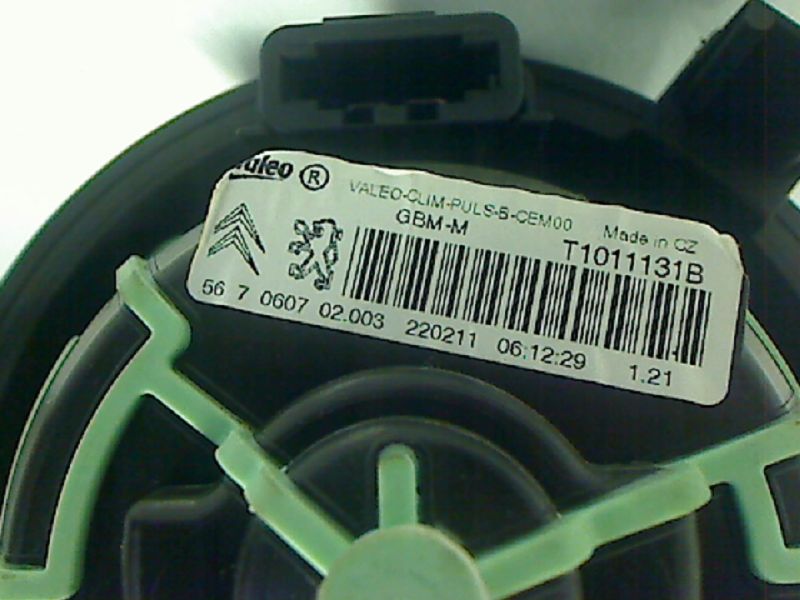 Valeo ®
VALEO-CLIM-PULS-5-CEM00
GBM-M
Made in CZ
T1011131B
56 7 0607 02.003 220211 06:12:29 1.21